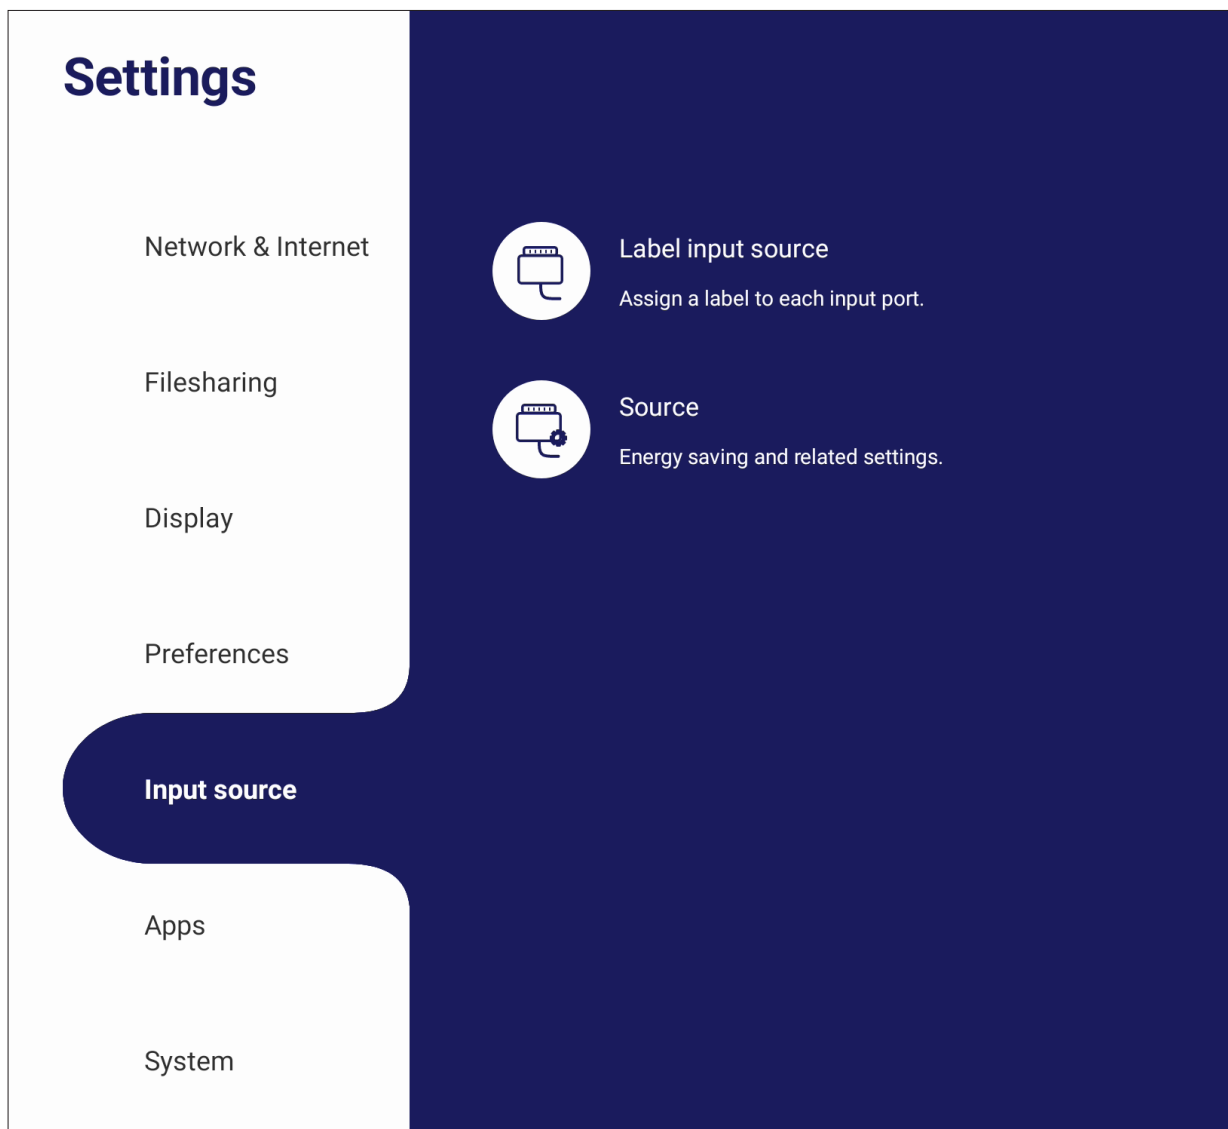 Settings
Network & Internet
Filesharing
Display
Preferences
Input source
Apps
System
Label input source
Assign a label to each input port.
Source
Energy saving and related settings.